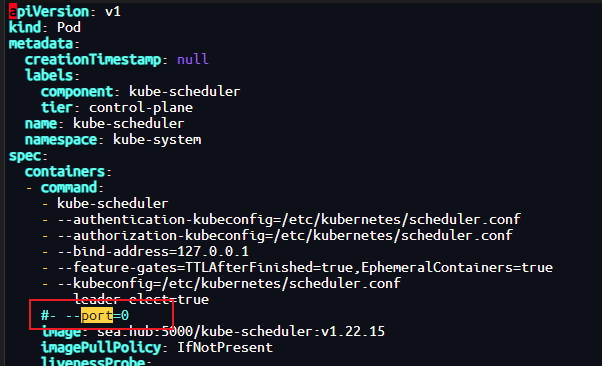 apiVersion: v1
kind: Pod
metadata:
  creationTimestamp: null
  labels:
    component: kube-scheduler
    tier: control-plane
  name: kube-scheduler
  namespace: kube-system
spec:
  containers:
  - command:
    - kube-scheduler
    - --authentication-kubeconfig=/etc/kubernetes/scheduler.conf
    - --authorization-kubeconfig=/etc/kubernetes/scheduler.conf
    - --bind-address=127.0.0.1
    - --feature-gates=TTLAfterFinished=true,EphemeralContainers=true
    - --kubeconfig=/etc/kubernetes/scheduler.conf
    - --leader-elect=true
    #- --port=0
    image: sea.hub:5000/kube-scheduler:v1.22.15
    imagePullPolicy: IfNotPresent
    livenessProbe: